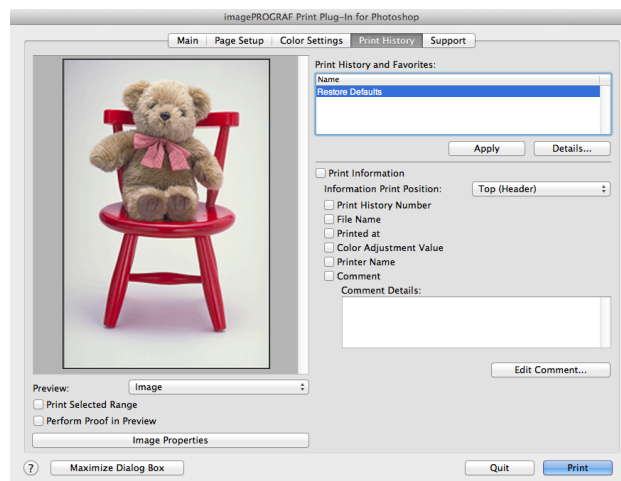 imagePROGRAF Print Plug-In for Photoshop
Main Page Setup Color Settings Print History Support
Print History and Favorites:
Name
Restore Defaults
Apply Details...
Print Information
Information Print Position: Top (Header)
Print History Number
File Name
Printed at
Color Adjustment Value
Printer Name
Comment
Comment Details:
Edit Comment...
Preview: Image
Print Selected Range
Perform Proof in Preview
Image Properties
? Maximize Dialog Box Quit Print